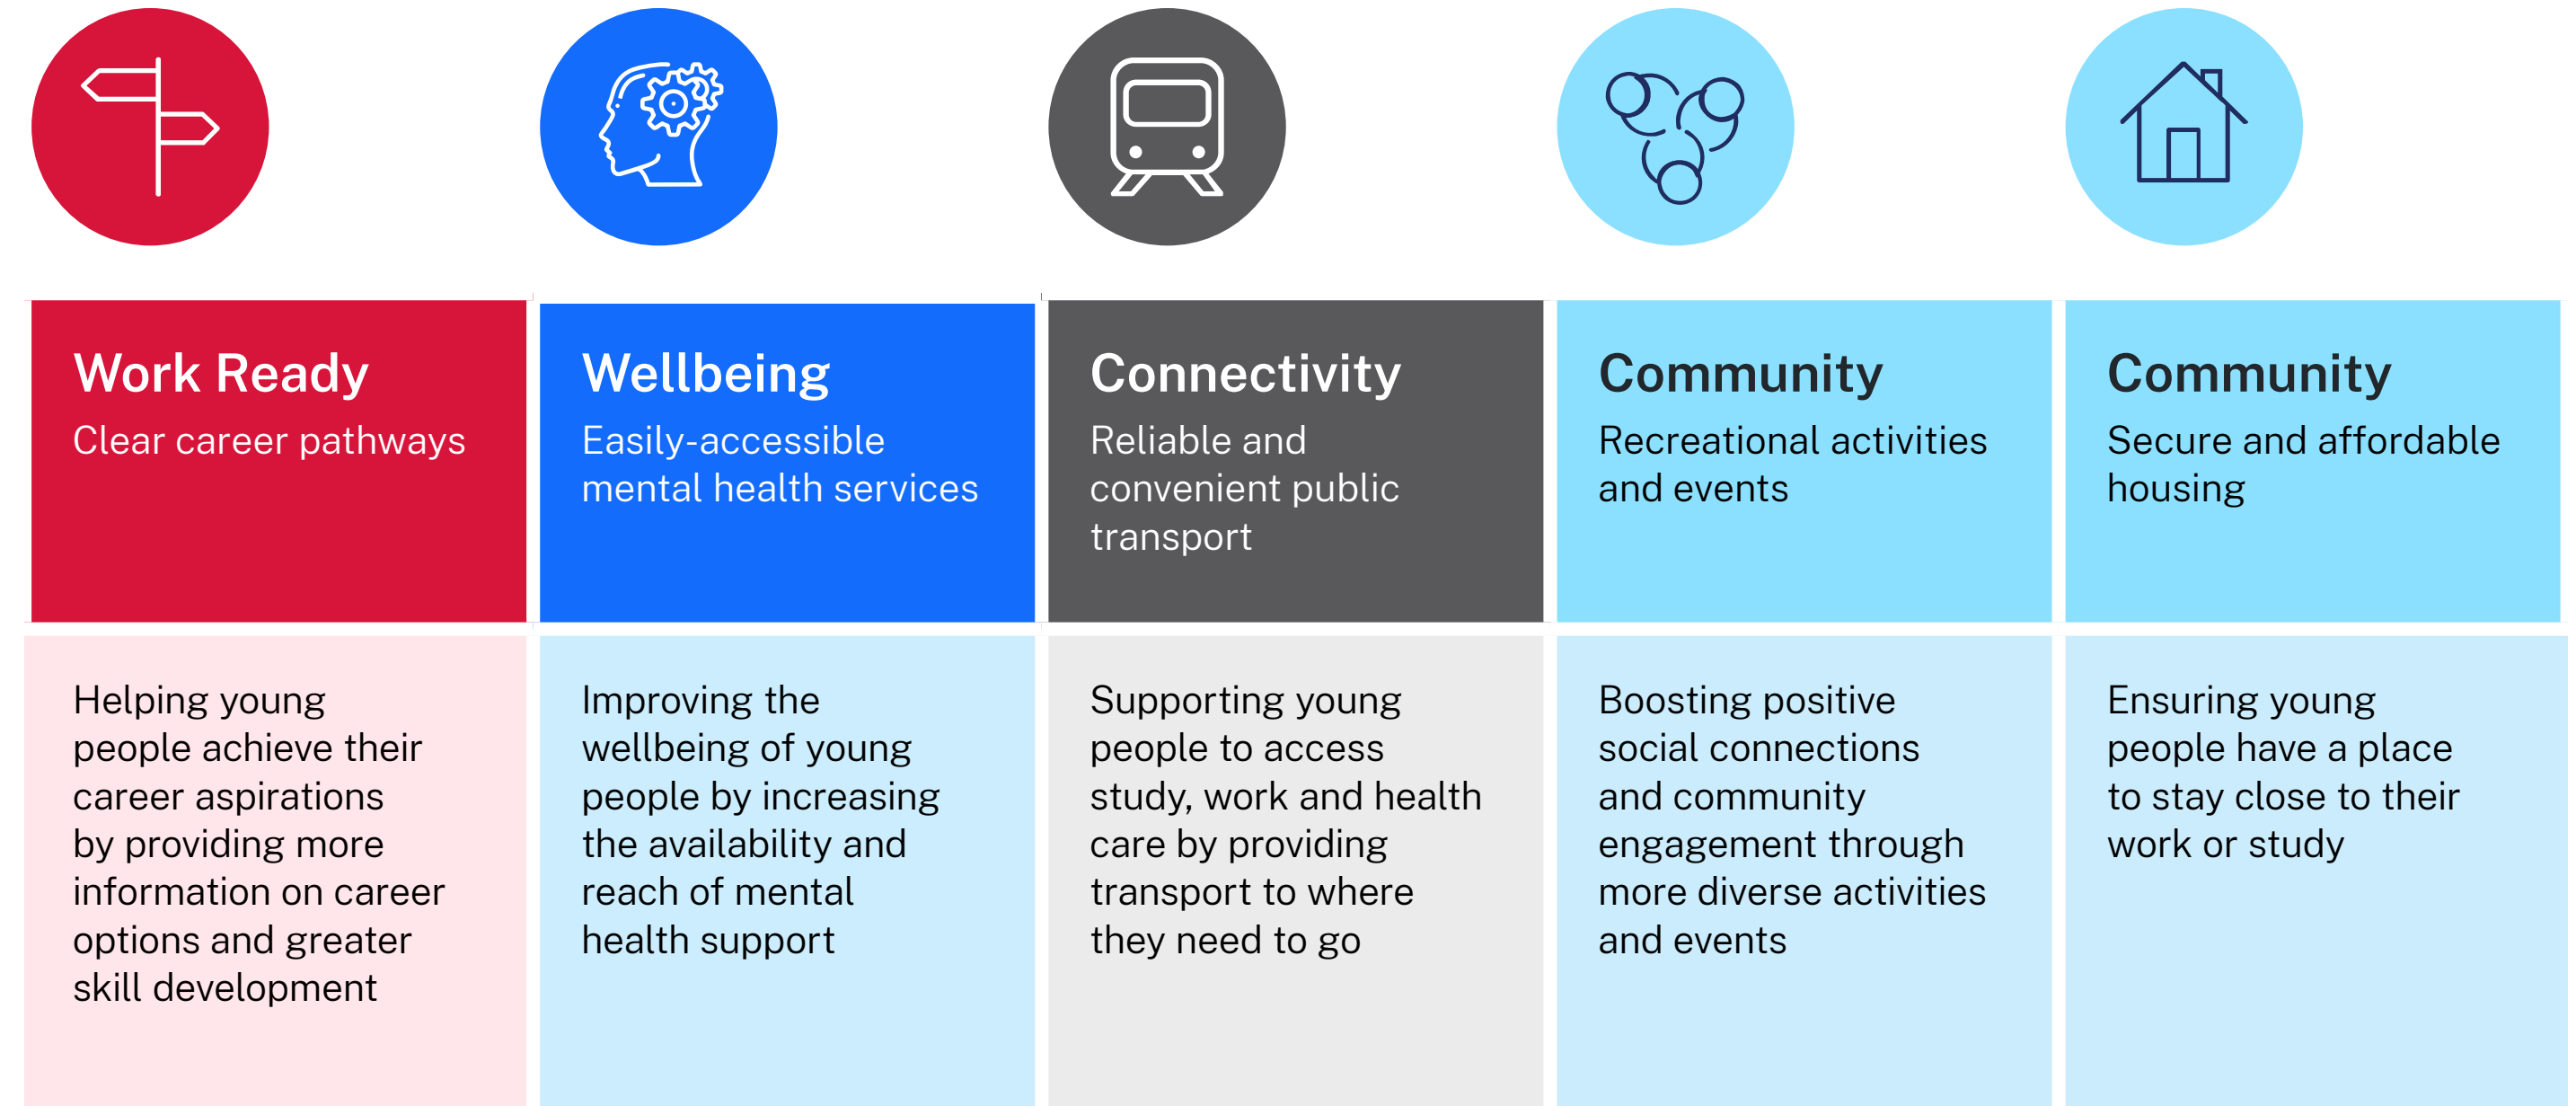 Work Ready
Clear career pathways
Helping young
people achieve their
career aspirations
by providing more
information on career
options and greater
skill development
Wellbeing
Easily-accessible
mental health services
Improving the
wellbeing of young
people by increasing
the availability and
reach of mental
health support
Connectivity
Reliable and
convenient public
transport
Supporting young
people to access
study, work and health
care by providing
transport to where
they need to go
Community
Recreational activities
and events
Boosting positive
social connections
and community
engagement through
more diverse activities
and events
Community
Secure and affordable
housing
Ensuring young
people have a place
to stay close to their
work or study